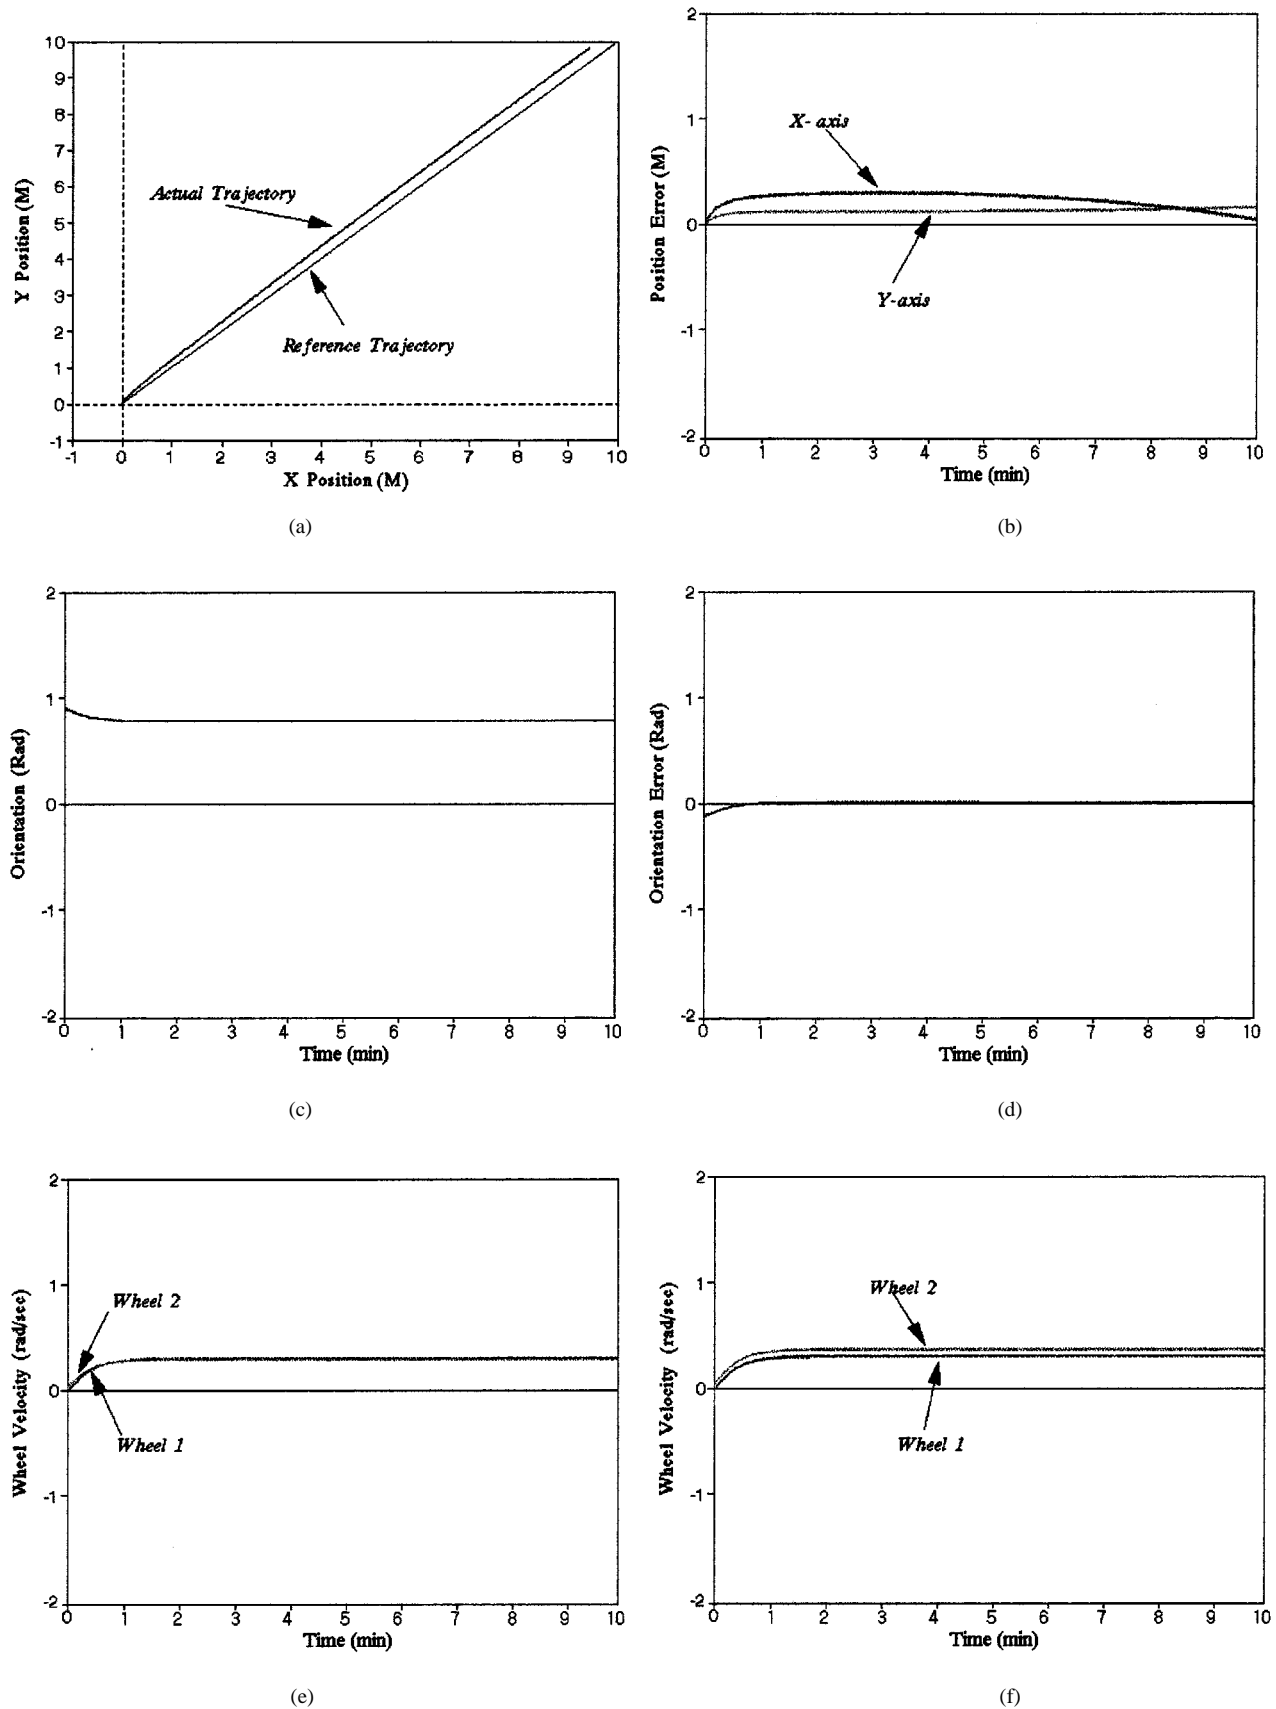 10
9
8
7
6
5
4
3
2
1
0
-1
Y Position (M)
Actual Trajectory
Reference Trajectory
-1 0 1 2 3 4 5 6 7 8 9 10
X Position (M)
(a)
2
1
0
-1
-2
Position Error (M)
X-axis
Y-axis
0 1 2 3 4 5 6 7 8 9 10
Time (min)
(b)
2
1
0
-1
-2
Orientation (Rad)
0 1 2 3 4 5 6 7 8 9 10
Time (min)
(c)
2
1
0
-1
-2
Orientation Error (Rad)
0 1 2 3 4 5 6 7 8 9 10
Time (min)
(d)
2
1
0
-1
-2
Wheel Velocity (rad/sec)
Wheel 2
Wheel 1
0 1 2 3 4 5 6 7 8 9 10
Time (min)
(e)
2
1
0
-1
-2
Wheel Velocity (rad/sec)
Wheel 2
Wheel 1
0 1 2 3 4 5 6 7 8 9 10
Time (min)
(f)